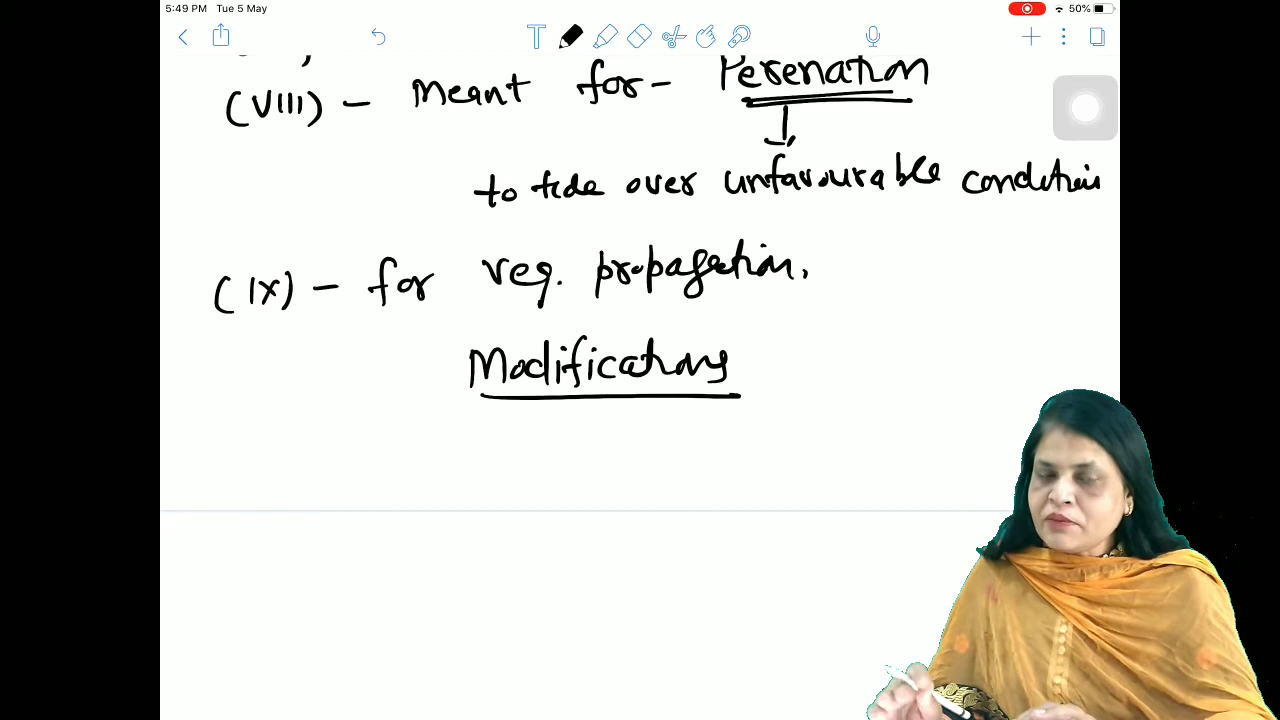 5:49 PM Tue 5 May 50%
T
(VIII) - Meant for - Perenation
to tide over unfavourable conditions
(IX) - for veg. propagation.
Modifications